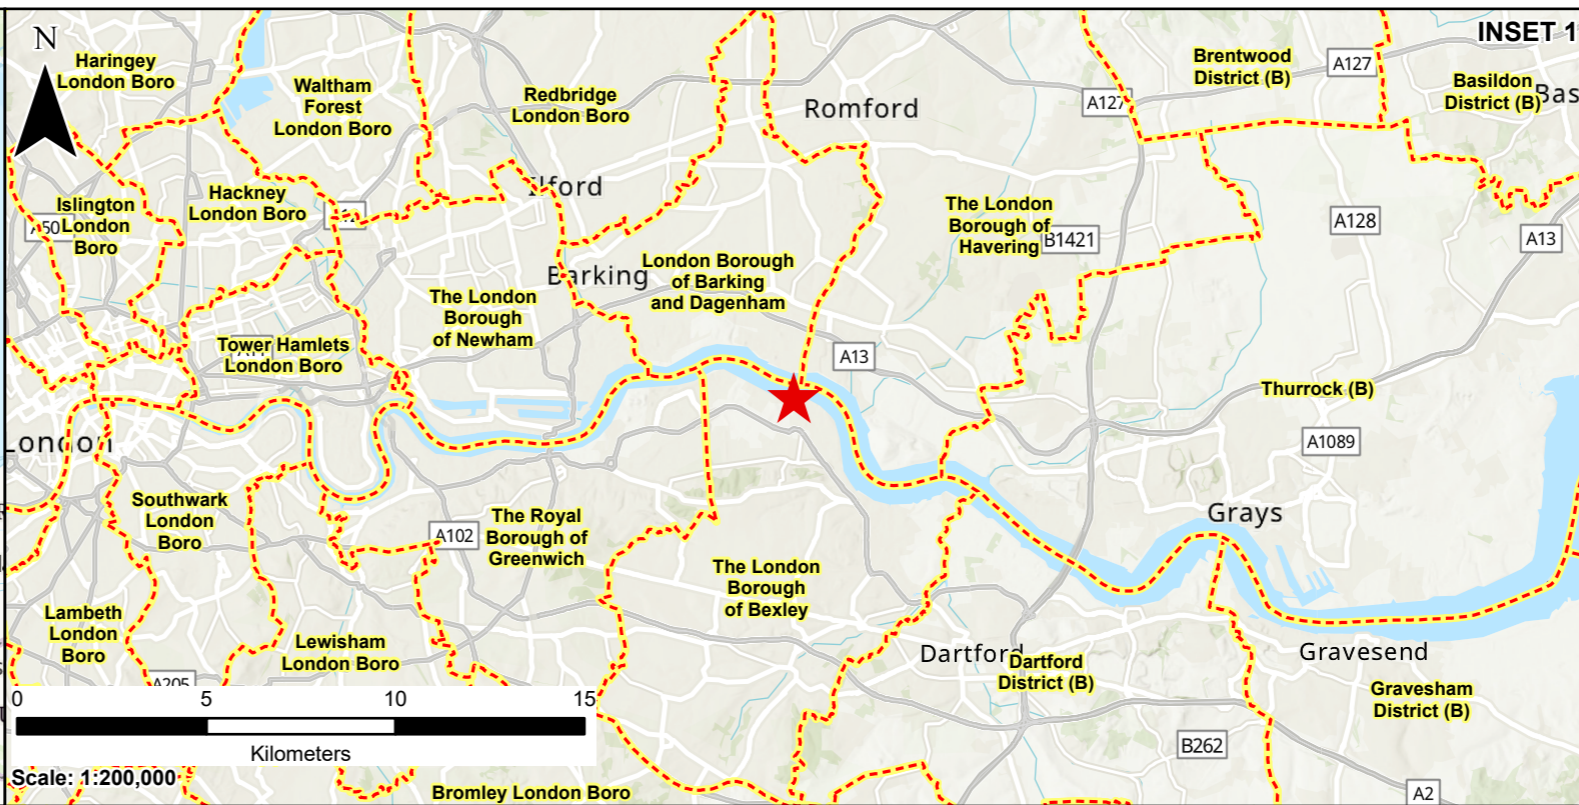 N
INSET 1
Haringey
London Boro
Waltham
Forest
London Boro
Redbridge
London Boro
Romford
Brentwood
District (B)
A127
A127
Basildon
District (B)
Bas
Ilford
Hackney
London Boro
Islington
London
Boro
A50
The London
Borough of
Havering
B1421
A128
A13
Barking
London Borough
of Barking
and Dagenham
The London
Borough
of Newham
Tower Hamlets
London Boro
A13
Thurrock (B)
A1089
London
Southwark
London
Boro
A102
The Royal
Borough of
Greenwich
Grays
The London
Borough
of Bexley
Lambeth
London
Boro
Lewisham
London Boro
A205
Dartford
Dartford
District (B)
Gravesend
Gravesham
District (B)
B262
A2
0 5 10 15
Kilometers
Scale: 1:200,000
Bromley London Boro